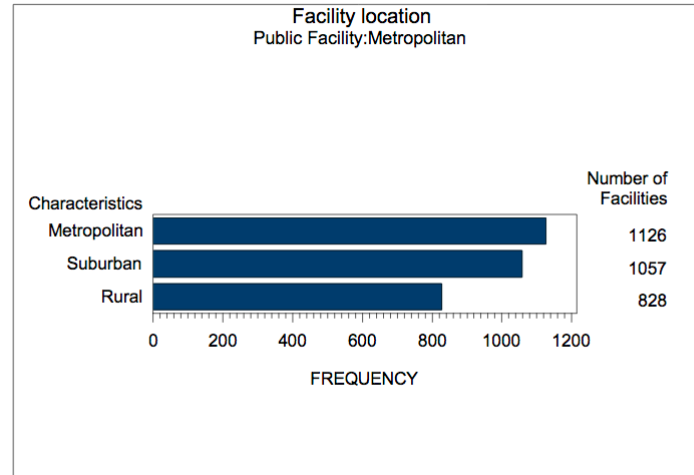 Facility location
Public Facility:Metropolitan
Number of
Facilities
Characteristics
Metropolitan 1126
Suburban 1057
Rural 828
0 200 400 600 800 1000 1200
FREQUENCY